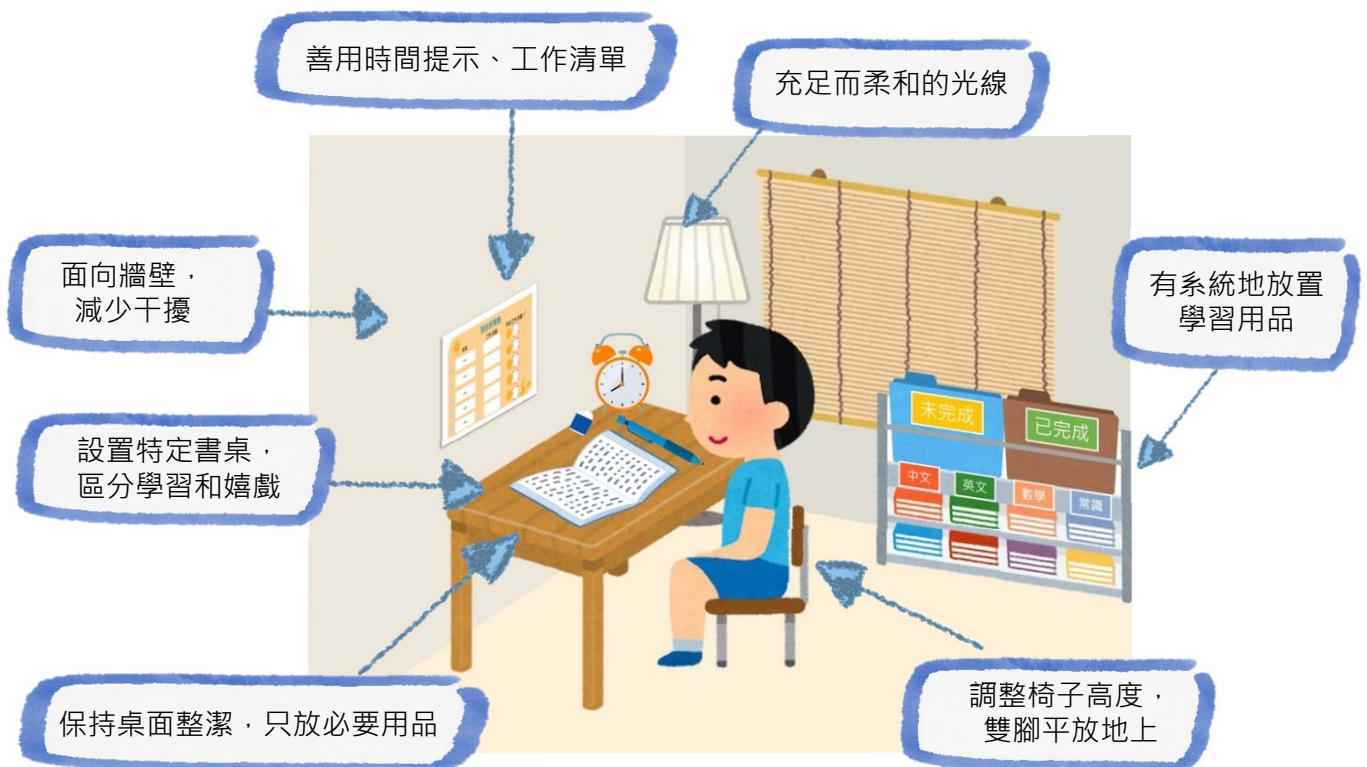 善用時間提示、工作清單
充足而柔和的光線
面向牆壁，
減少干擾
有系統地放置
學習用品
設置特定書桌，
區分學習和嬉戲
未完成
已完成
中文
英文
數學
常識
保持桌面整潔，只放必要用品
調整椅子高度，
雙腳平放地上